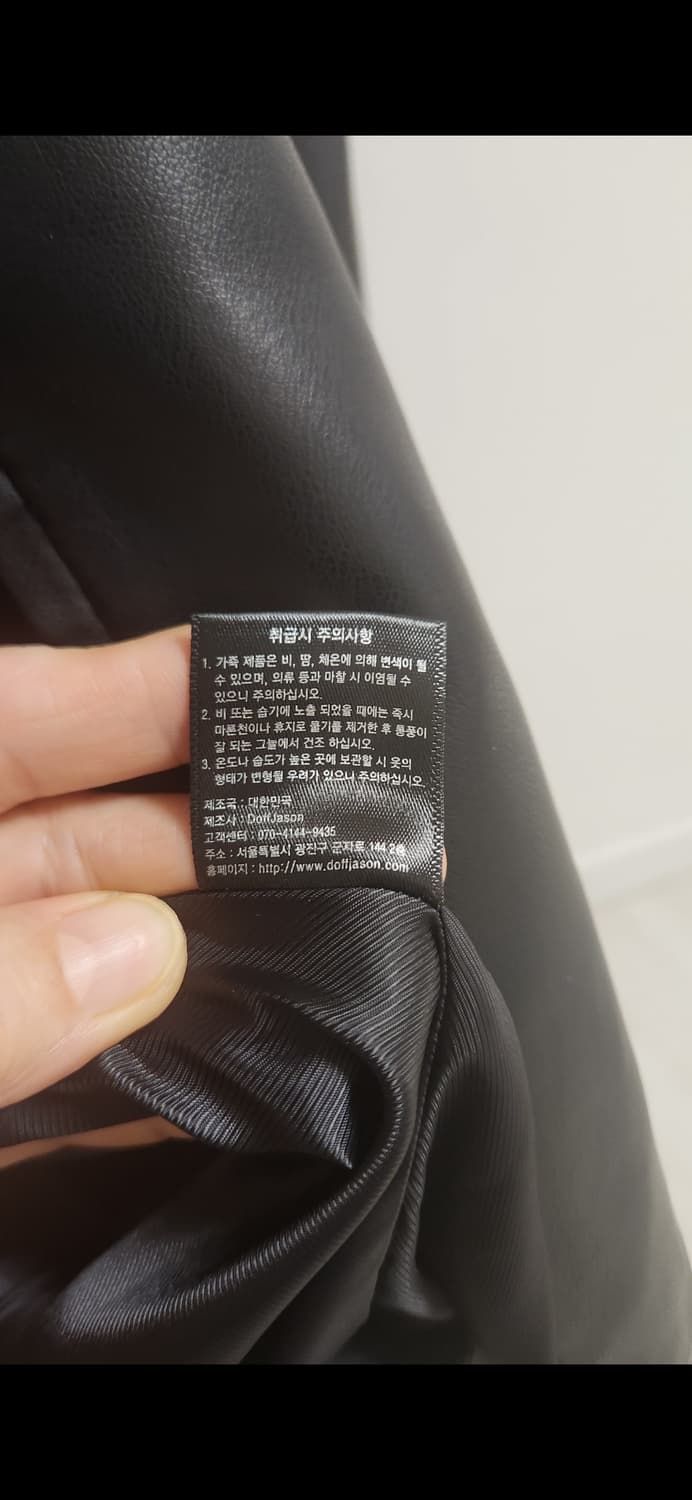 취급시 주의사항
1. 가죽 제품은 비, 땀, 체온에 의해 변색이 될
수 있으며, 의류 등과 마찰 시 이염될 수
있으니 주의하십시오.
2. 비 또는 습기에 노출 되었을 때에는 즉시
마른천이나 휴지로 물기를 제거한 후 통풍이
잘 되는 그늘에서 건조 하십시오.
3. 온도나 습도가 높은 곳에 보관할 시 옷의
형태가 변형될 우려가 있으니 주의하십시오.
제조국 : 대한민국
제조사 : DoffJason
고객센터 : 070-4144-9435
주소 : 서울특별시 광진구 군자로 144 2층
홈페이지 : http://www.doffjason.com